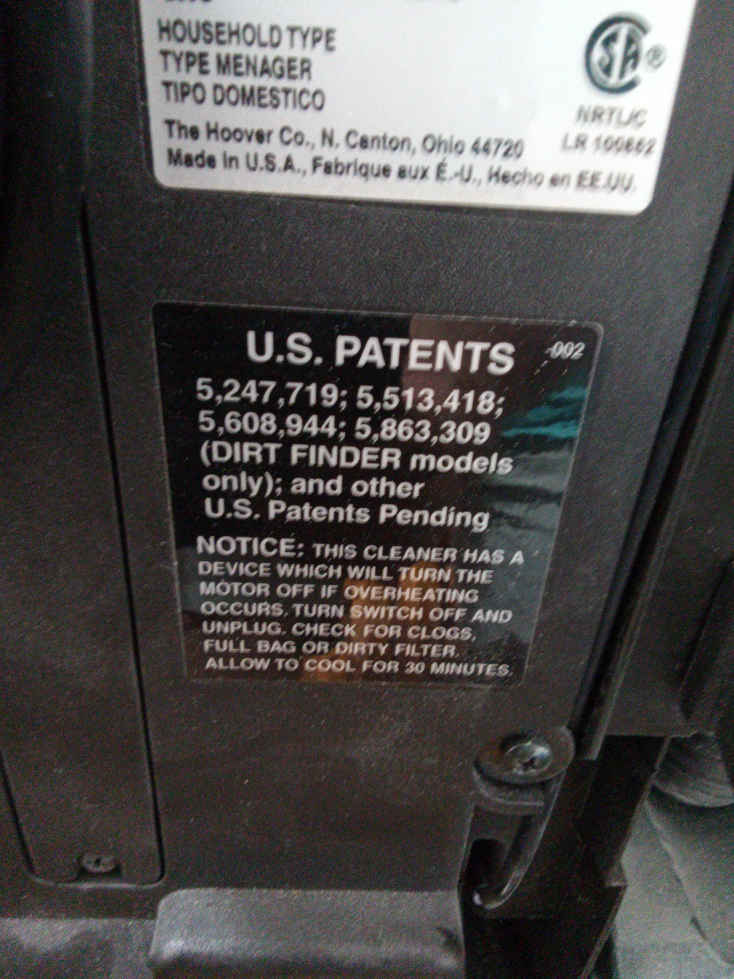 HOUSEHOLD TYPE
TYPE MENAGER
TIPO DOMESTICO
SA ®
NRTL/C
The Hoover Co., N. Canton, Ohio 44720
LR 100662
Made in U.S.A., Fabrique aux É.-U., Hecho en EE.UU.
U.S. PATENTS -002
5,247,719; 5,513,418;
5,608,944; 5,863,309
(DIRT FINDER models
only); and other
U.S. Patents Pending
NOTICE: THIS CLEANER HAS A
DEVICE WHICH WILL TURN THE
MOTOR OFF IF OVERHEATING
OCCURS. TURN SWITCH OFF AND
UNPLUG. CHECK FOR CLOGS,
FULL BAG OR DIRTY FILTER.
ALLOW TO COOL FOR 30 MINUTES.